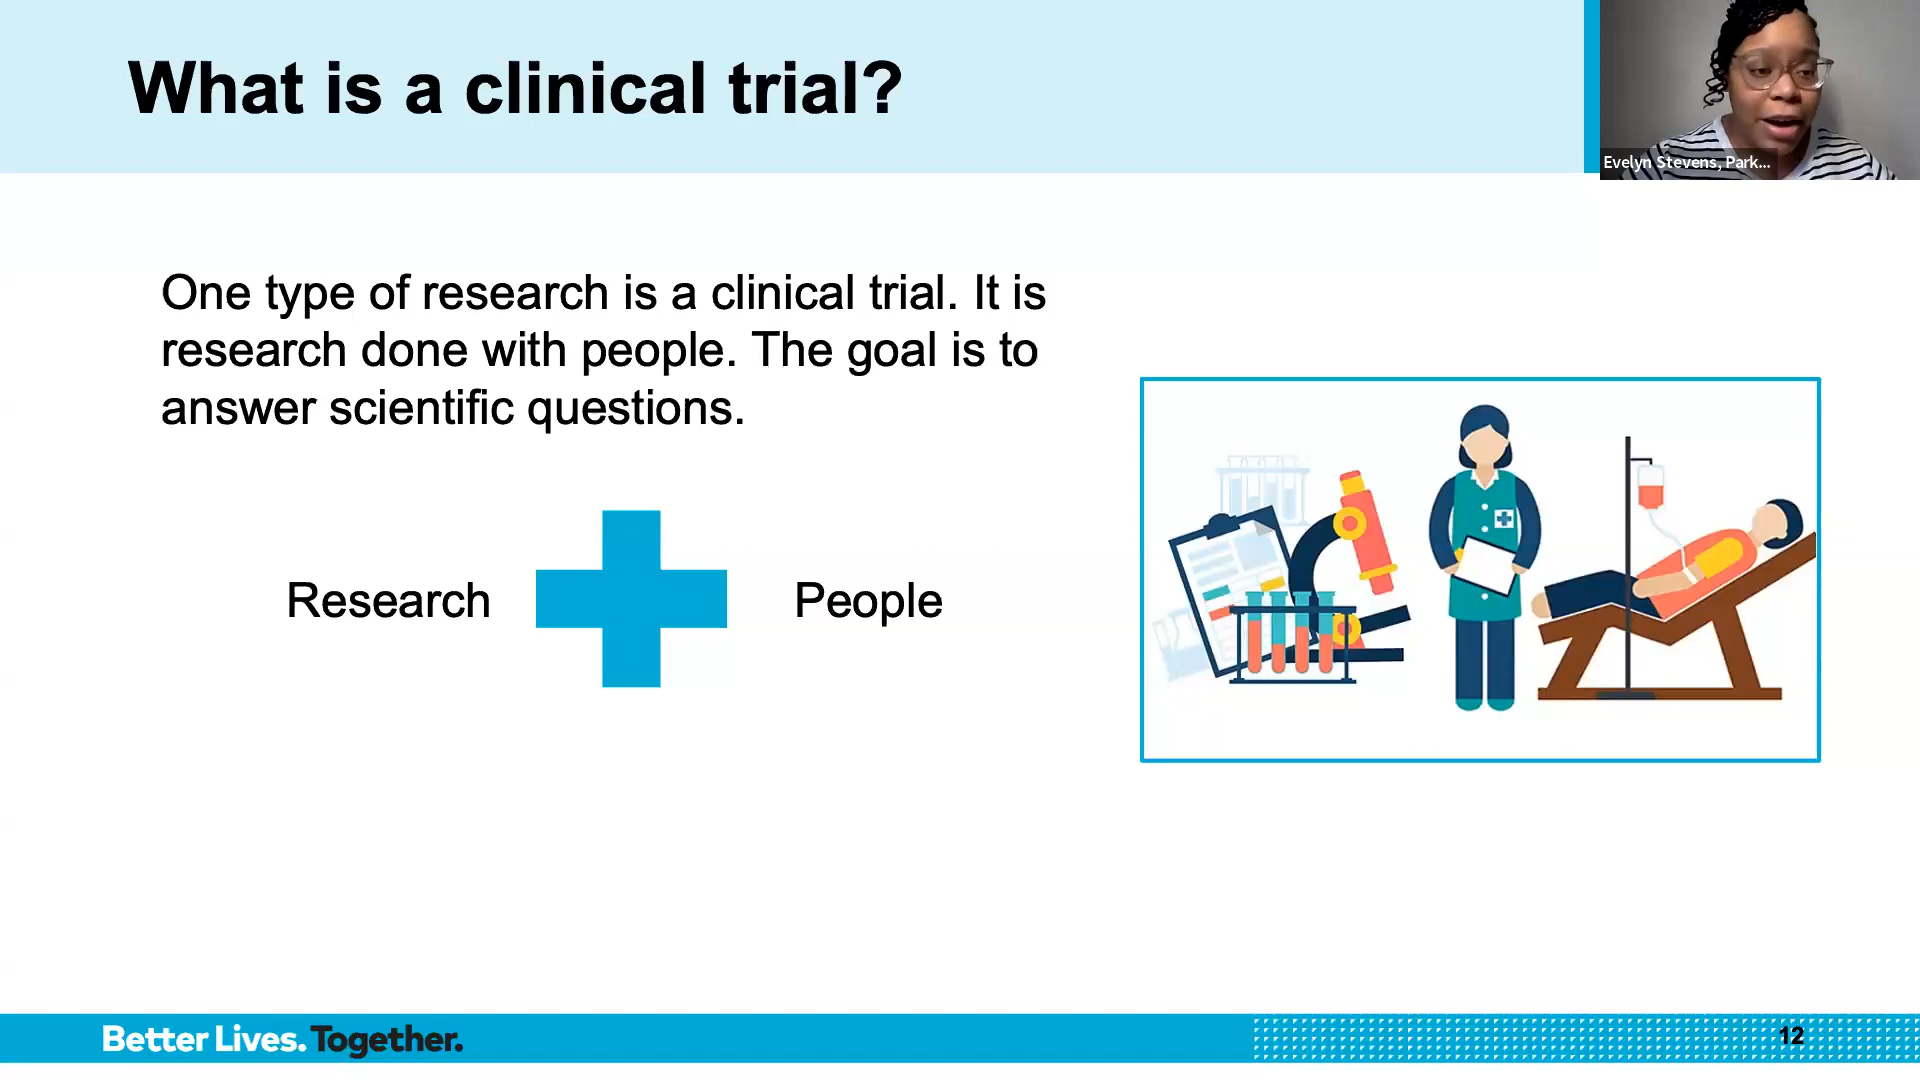 What is a clinical trial?
Evelyn Stevens, Park...
One type of research is a clinical trial. It is
research done with people. The goal is to
answer scientific questions.
Research
People
Better Lives. Together.
12